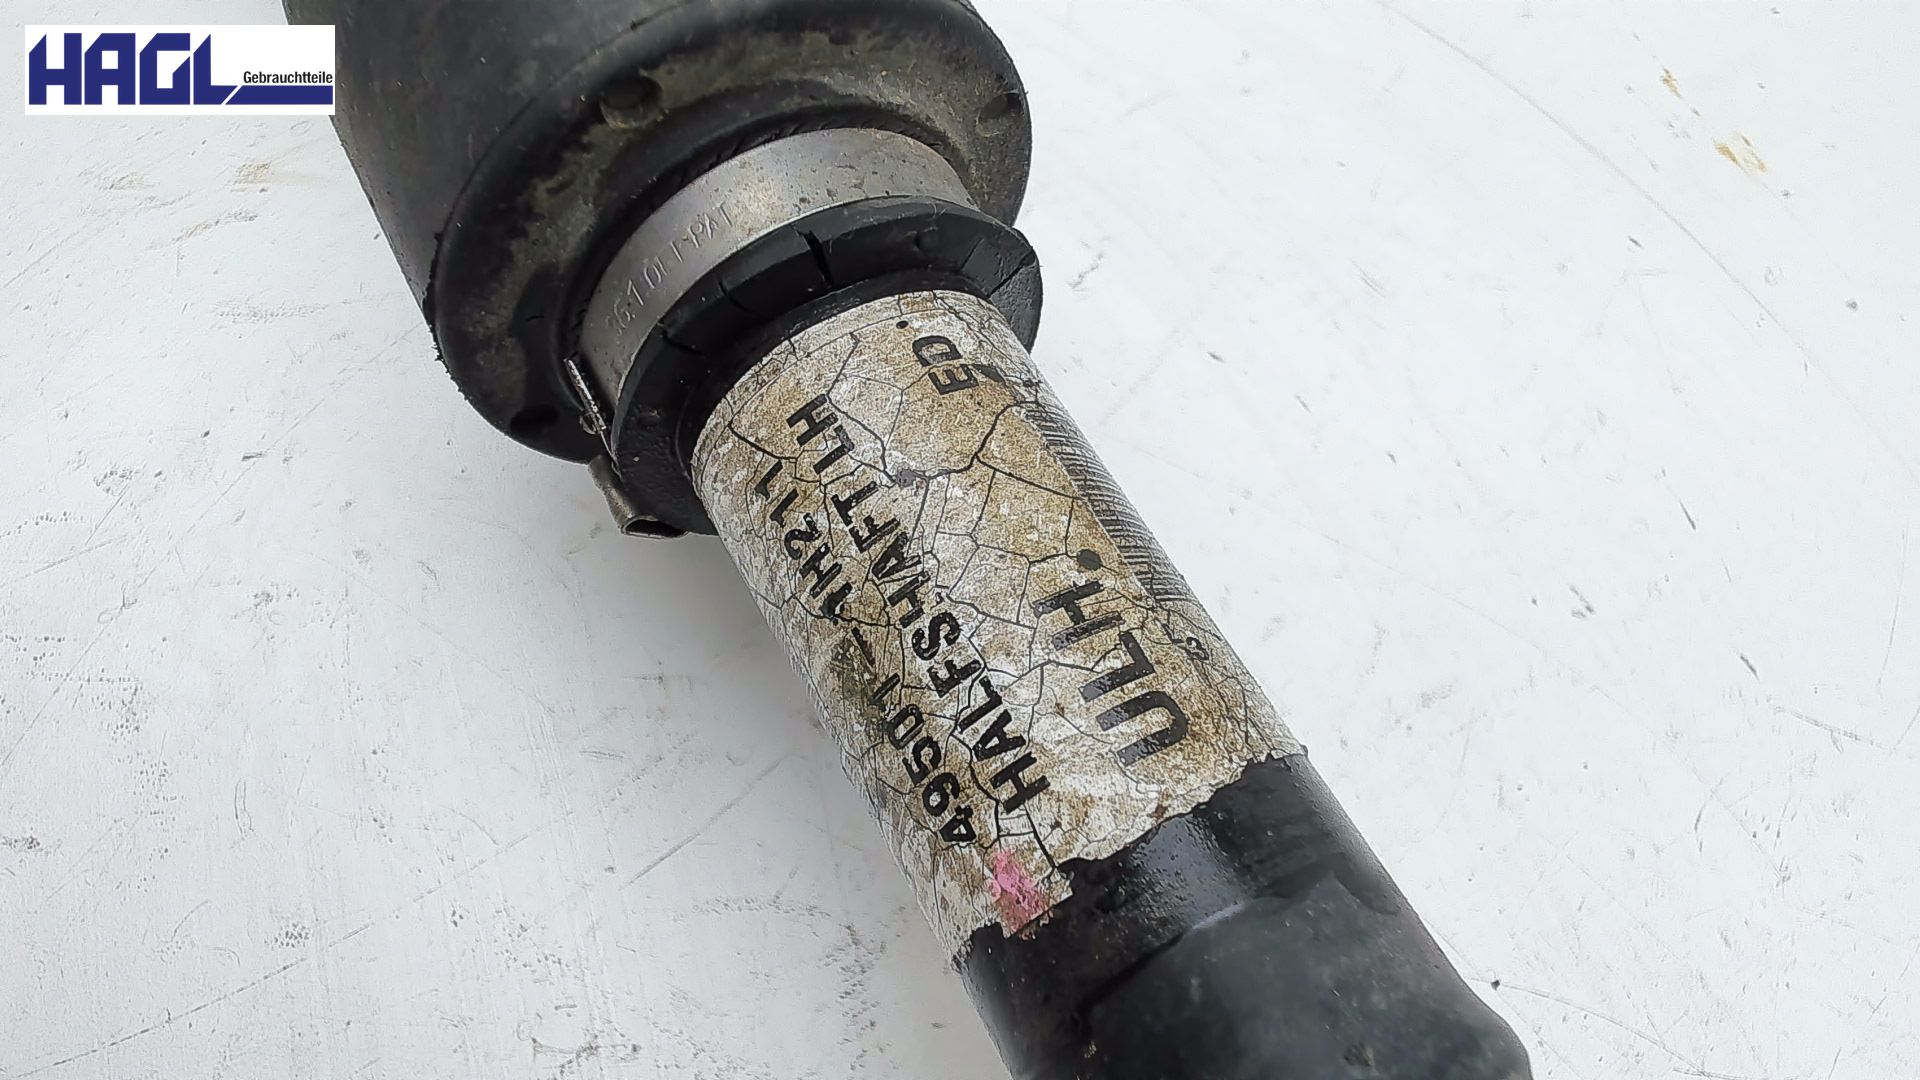 HAGL
Gebrauchtteile
49501 - 1H211
HALFSHAFT LH
ED.
ULH.